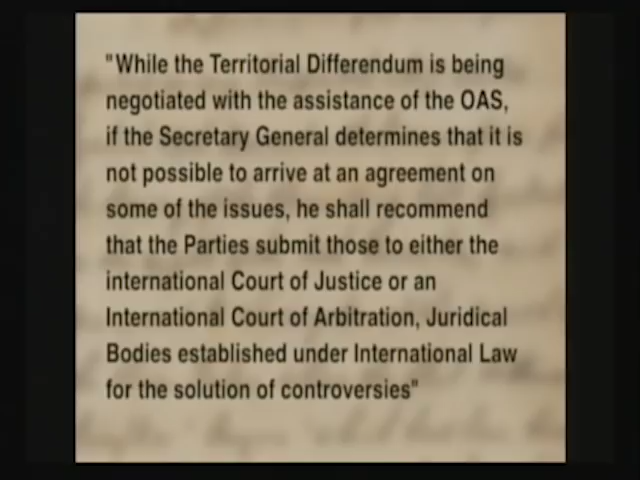 "While the Territorial Differendum is being
negotiated with the assistance of the OAS,
if the Secretary General determines that it is
not possible to arrive at an agreement on
some of the issues, he shall recommend
that the Parties submit those to either the
international Court of Justice or an
International Court of Arbitration, Juridical
Bodies established under International Law
for the solution of controversies"